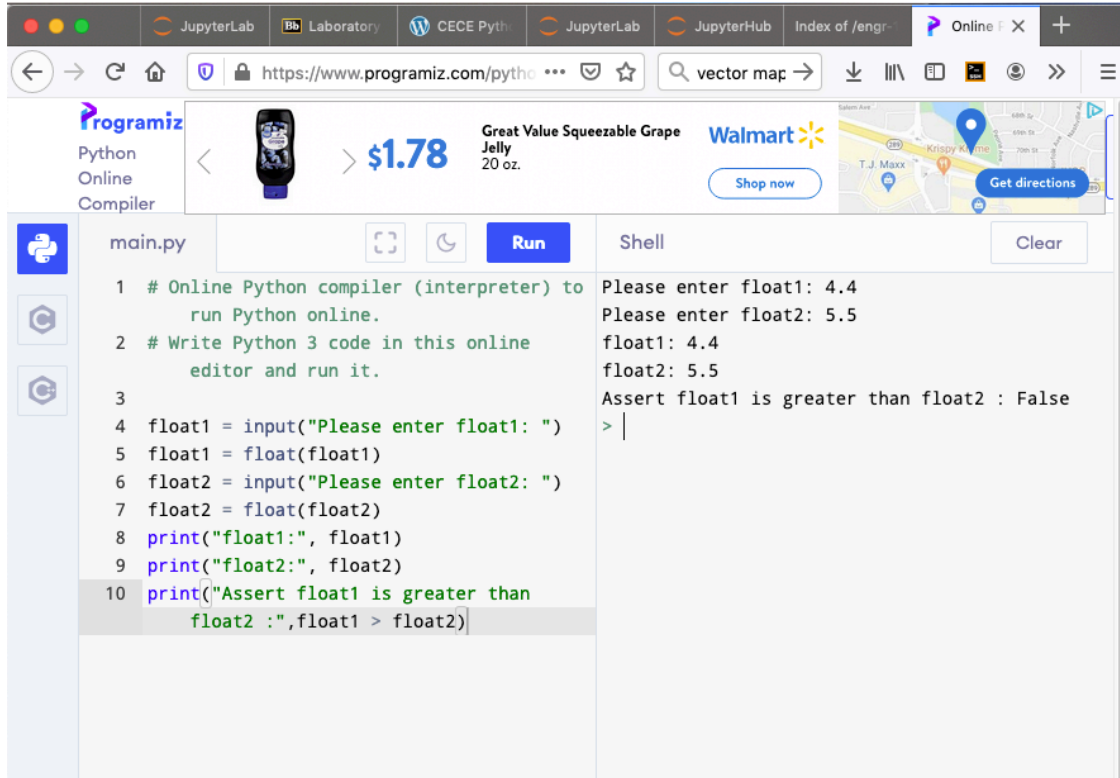 JupyterLab
Bb Laboratory
CECE Pyth
JupyterLab
JupyterHub
Index of /engr-
Online
https://www.programiz.com/pytho
vector map
Programiz
Python
Online
Compiler
$1.78
Great Value Squeezable Grape
Jelly
20 oz.
Walmart
Shop now
Salem Ave
T.J. Maxx
Krispy Kreme
Get directions
main.py
Run
Shell
Clear
1 # Online Python compiler (interpreter) to
run Python online.
2 # Write Python 3 code in this online
editor and run it.
3
4 float1 = input("Please enter float1: ")
5 float1 = float(float1)
6 float2 = input("Please enter float2: ")
7 float2 = float(float2)
8 print("float1:", float1)
9 print("float2:", float2)
10 print("Assert float1 is greater than
float2 :",float1 > float2)
Please enter float1: 4.4
Please enter float2: 5.5
float1: 4.4
float2: 5.5
Assert float1 is greater than float2 : False
>